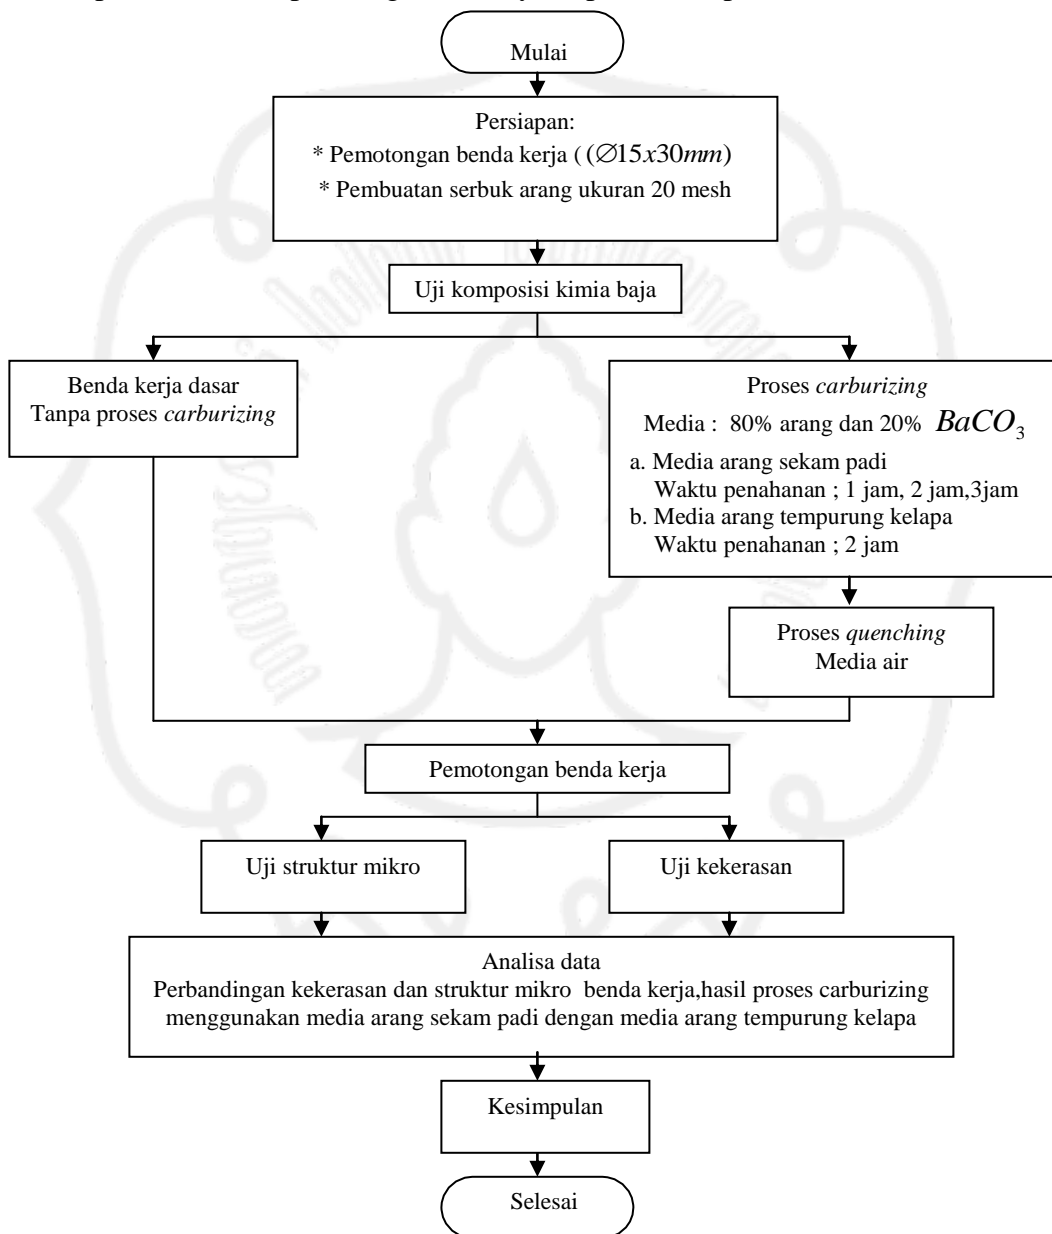 Mulai
Persiapan:
* Pemotongan benda kerja ( (∅15x30mm)
* Pembuatan serbuk arang ukuran 20 mesh
Uji komposisi kimia baja
Benda kerja dasar
Tanpa proses carburizing
Proses carburizing
Media : 80% arang dan 20% BaCO₃
a. Media arang sekam padi
Waktu penahanan ; 1 jam, 2 jam,3jam
b. Media arang tempurung kelapa
Waktu penahanan ; 2 jam
Proses quenching
Media air
Pemotongan benda kerja
Uji struktur mikro
Uji kekerasan
Analisa data
Perbandingan kekerasan dan struktur mikro benda kerja,hasil proses carburizing
menggunakan media arang sekam padi dengan media arang tempurung kelapa
Kesimpulan
Selesai